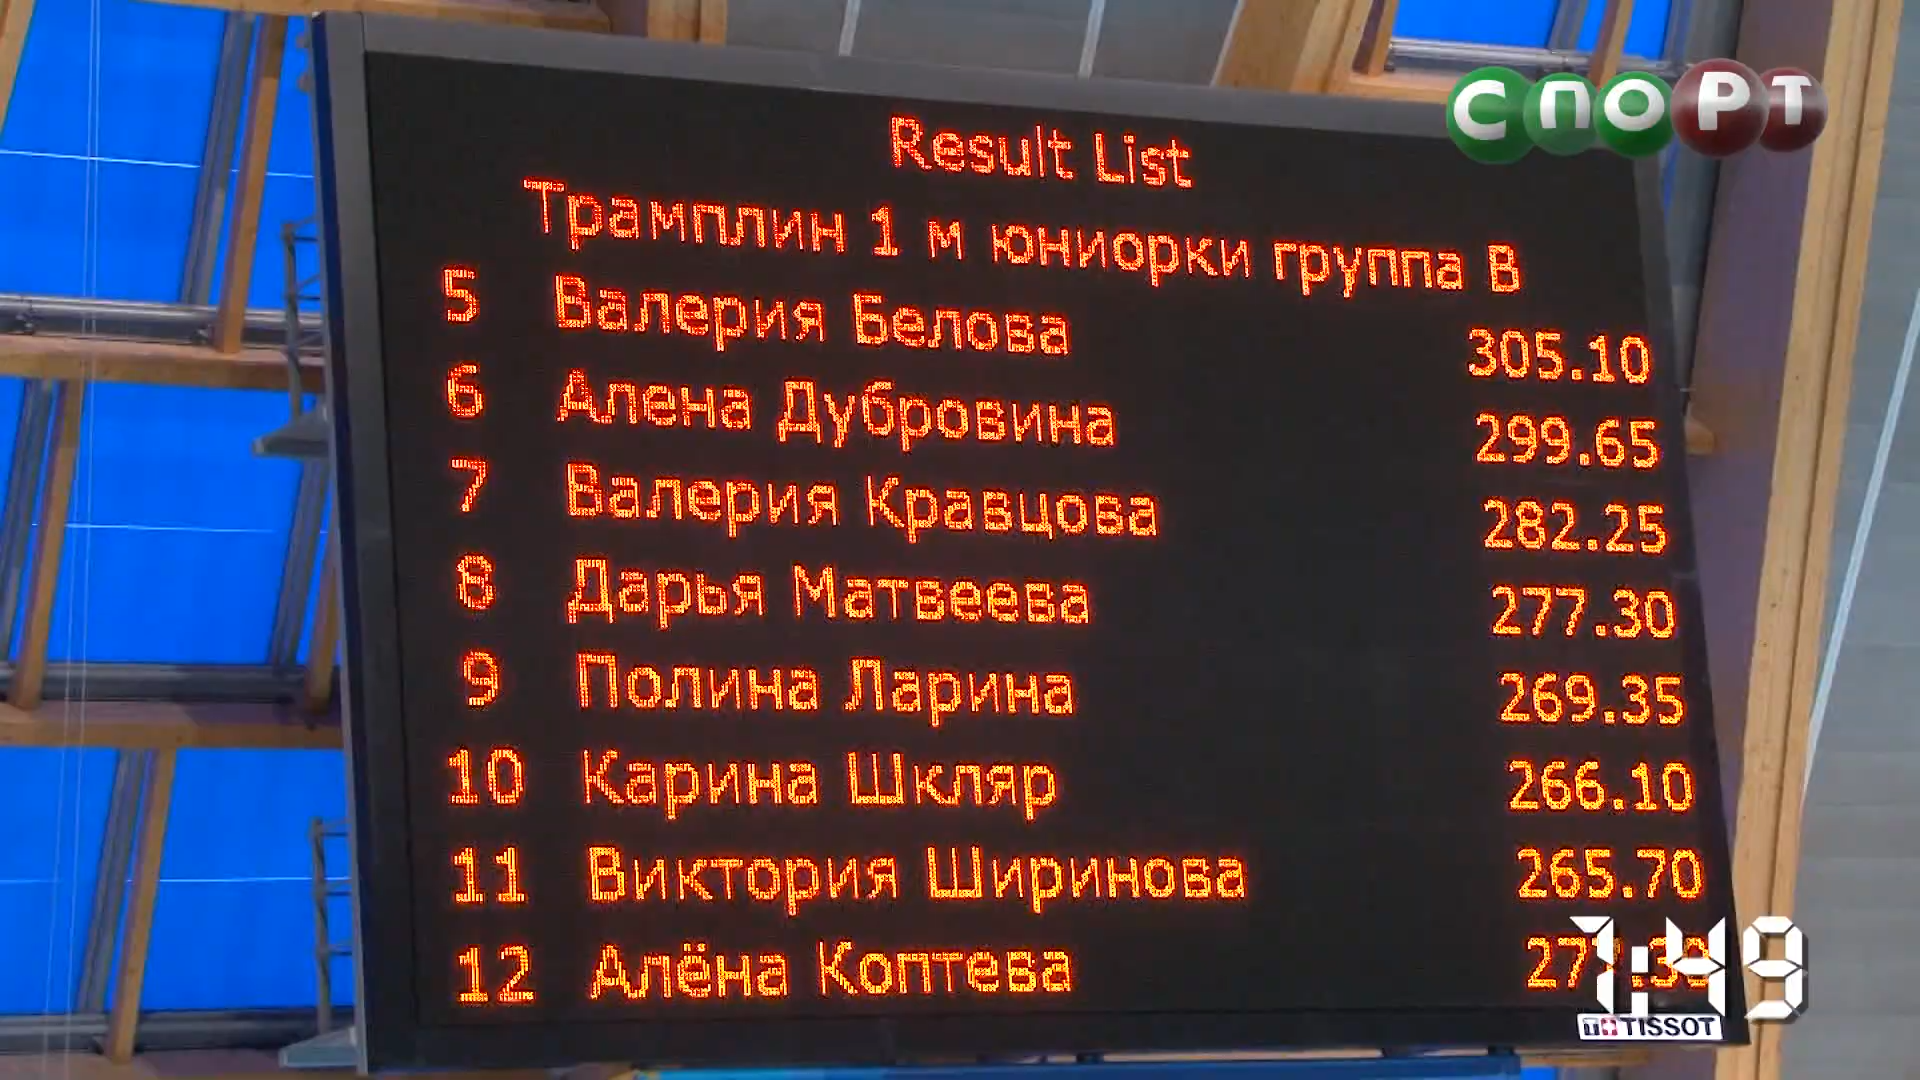 СПОРТ
Result List
Трамплин 1 м юниорки группа В
5 Валерия Белова 305.10
6 Алена Дубровина 299.65
7 Валерия Кравцова 282.25
8 Дарья Матвеева 277.30
9 Полина Ларина 269.35
10 Карина Шкляр 266.10
11 Виктория Ширинова 265.70
12 Алёна Коптева
1:49
TISSOT